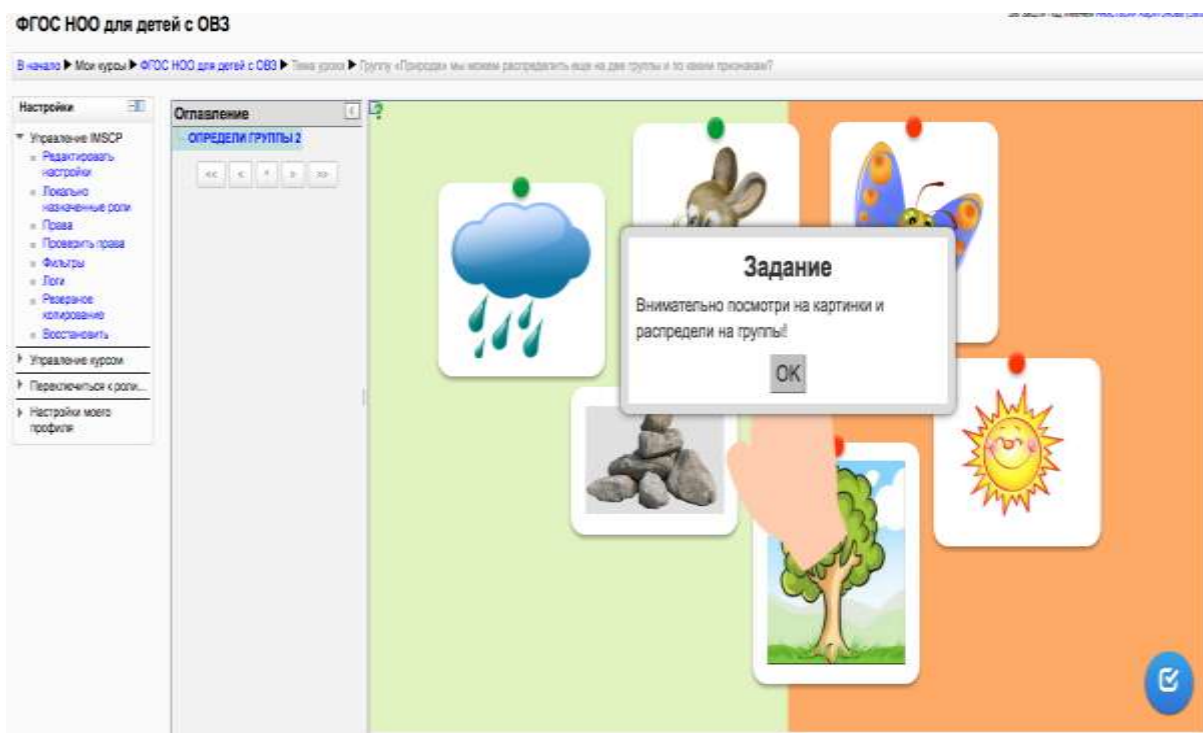 ФГОС НОО для детей с ОВЗ
В начало ▶ Мои курсы ▶ ФГОС НОО для детей с ОВЗ ▶ Тема урока ▶ Группу «Природа» мы можем распределить еще на две группы и по каким признакам?
Настройки
Управление IMSCP
Редактировать
настройки
Локально
назначенные роли
Права
Проверить права
Фильтры
Логи
Резервное
копирование
Восстановить
Управление курсом
Переключиться к роли...
Настройки моего
профиля
Оглавление
ОПРЕДЕЛИ ГРУППЫ 2
<< < ^ > >>
Задание
Внимательно посмотри на картинки и
распредели на группы!
OK